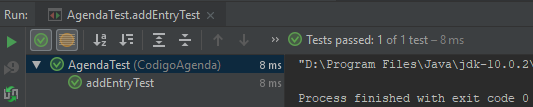 Run: AgendaTest.addEntryTest
Tests passed: 1 of 1 test – 8 ms
AgendaTest (CodigoAgenda) 8 ms
"D:\Program Files\Java\jdk-10.0.2\
addEntryTest 8 ms
Process finished with exit code 0